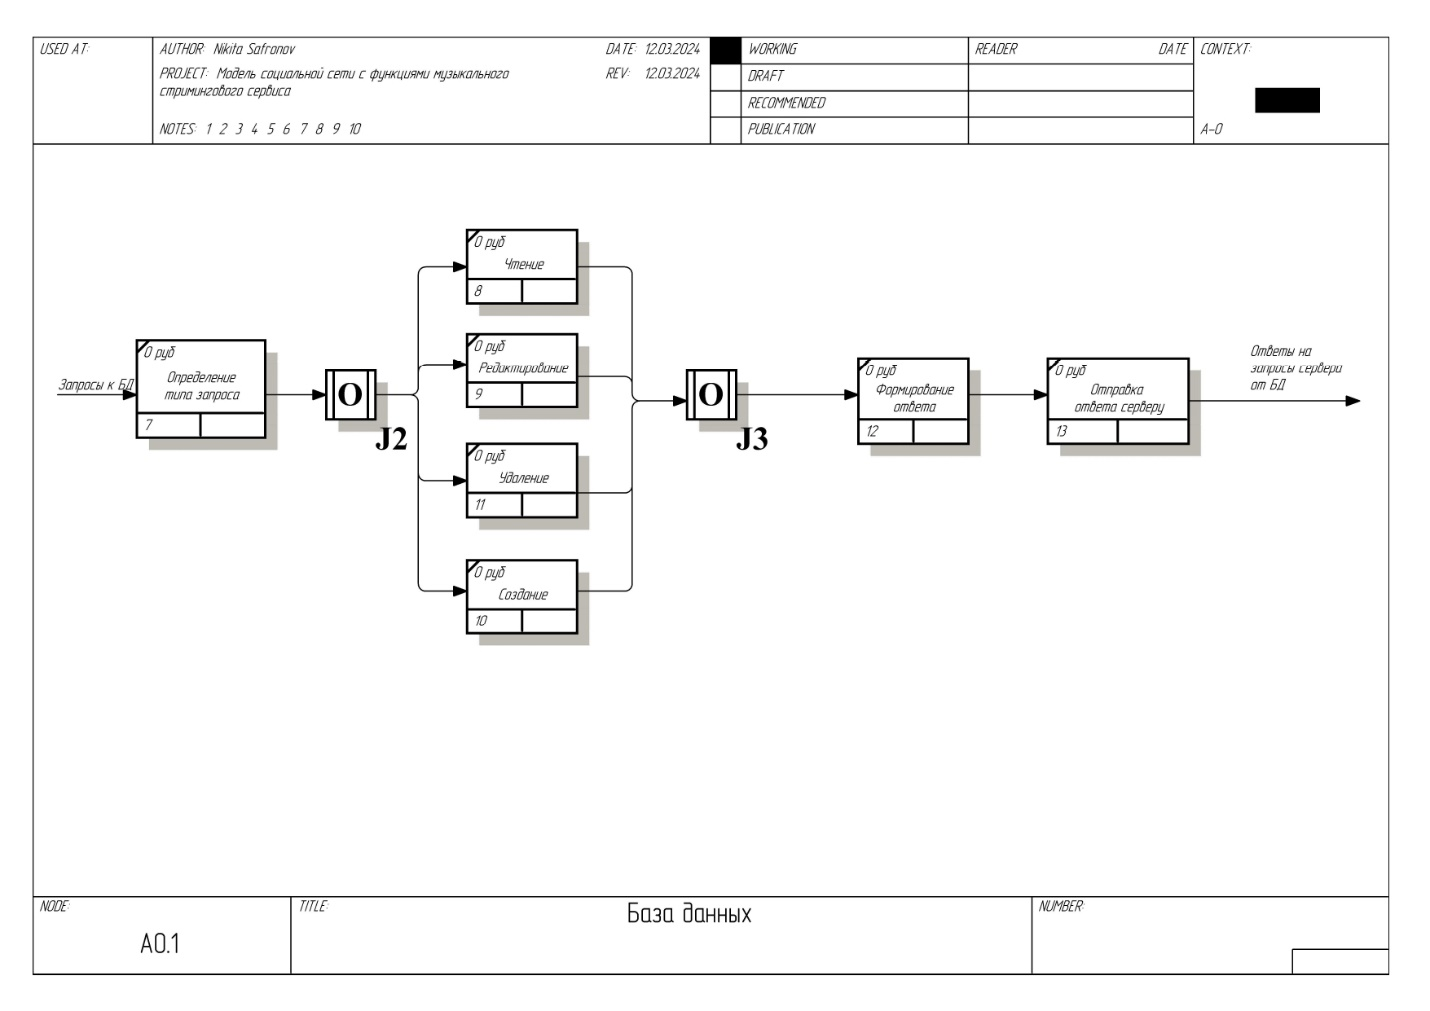 USED AT:
AUTHOR: Nikita Safronov
DATE: 12.03.2024
PROJECT: Модель социальной сети с функциями музыкального
стримингового сервиса
REV: 12.03.2024
NOTES: 1 2 3 4 5 6 7 8 9 10
WORKING
DRAFT
RECOMMENDED
PUBLICATION
READER DATE
CONTEXT:
A-0
Запросы к БД
0 руб
Определение
типа запроса
7
O
J2
0 руб
Чтение
8
0 руб
Редактирование
9
0 руб
Удаление
11
0 руб
Создание
10
O
J3
0 руб
Формирование
ответа
12
0 руб
Отправка
ответа серверу
13
Ответы на
запросы сервера
от БД
NODE:
A0.1
TITLE:
База данных
NUMBER: